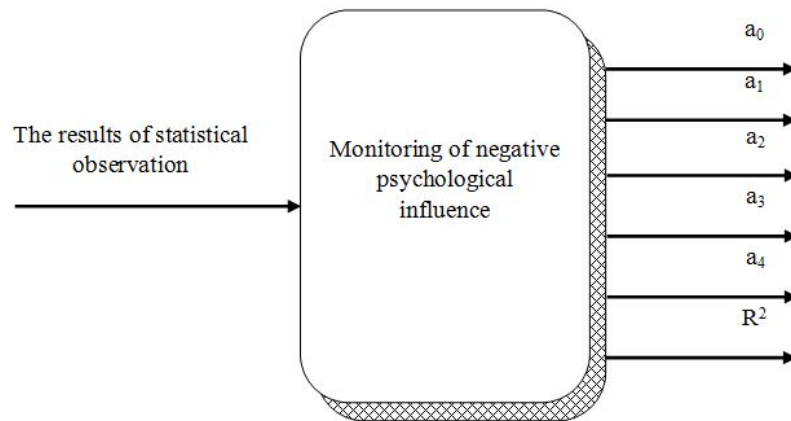 The results of statistical
observation
Monitoring of negative
psychological
influence
a₀
a₁
a₂
a₃
a₄
R²